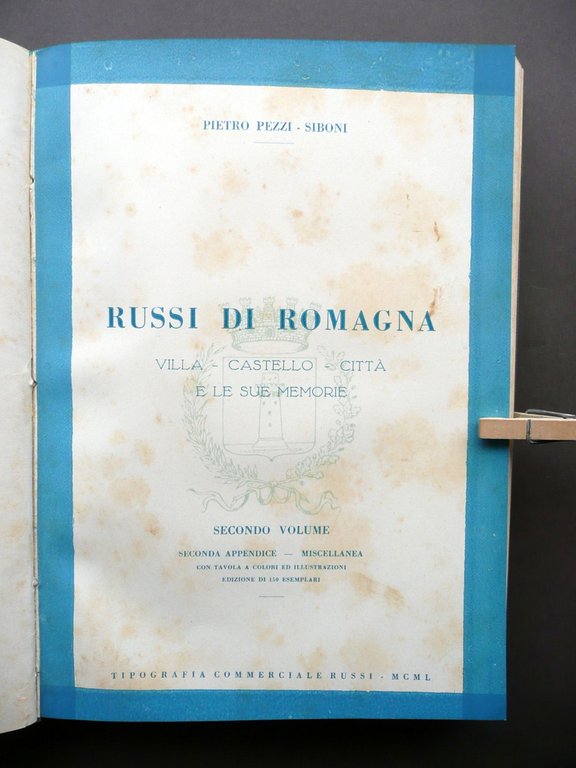 PIETRO PEZZI - SIBONI
RUSSI DI ROMAGNA
VILLA - CASTELLO - CITTÀ
E LE SUE MEMORIE
SECONDO VOLUME
SECONDA APPENDICE — MISCELLANEA
CON TAVOLA A COLORI ED ILLUSTRAZIONI
EDIZIONE DI 150 ESEMPLARI
TIPOGRAFIA COMMERCIALE RUSSI - MCML